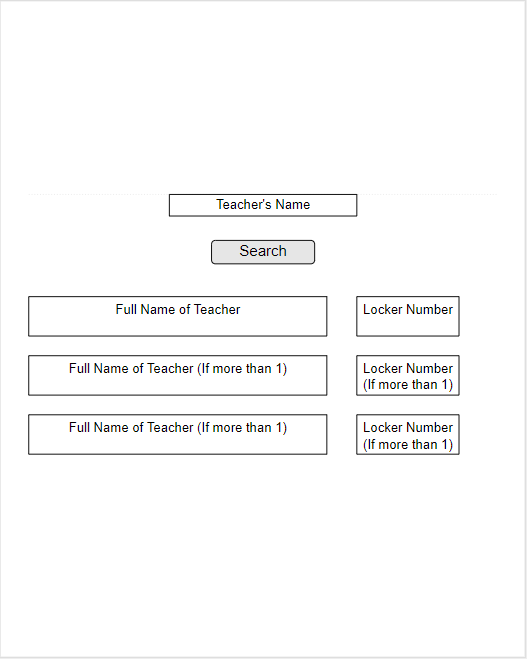 Teacher's Name
Search
Full Name of Teacher
Locker Number
Full Name of Teacher (If more than 1)
Locker Number
(If more than 1)
Full Name of Teacher (If more than 1)
Locker Number
(If more than 1)